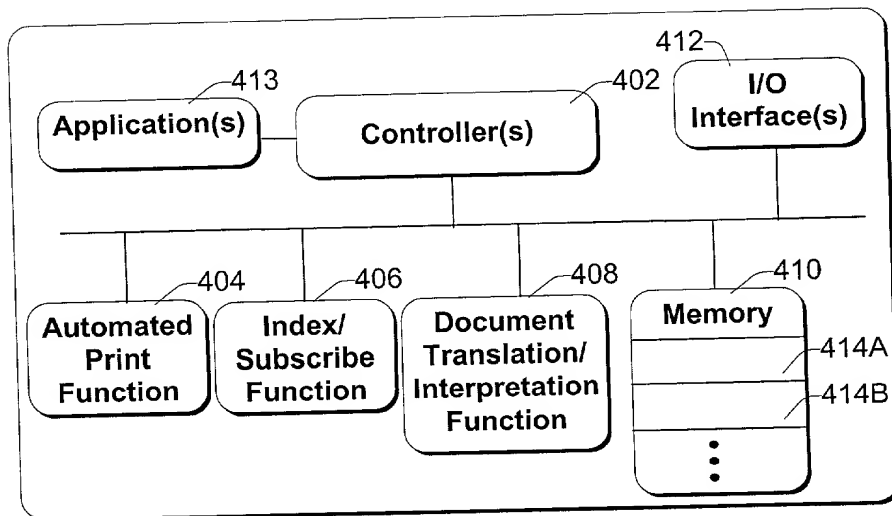 413
Application(s)
402
Controller(s)
412
I/O
Interface(s)
404
Automated
Print
Function
406
Index/
Subscribe
Function
408
Document
Translation/
Interpretation
Function
410
Memory
414A
414B